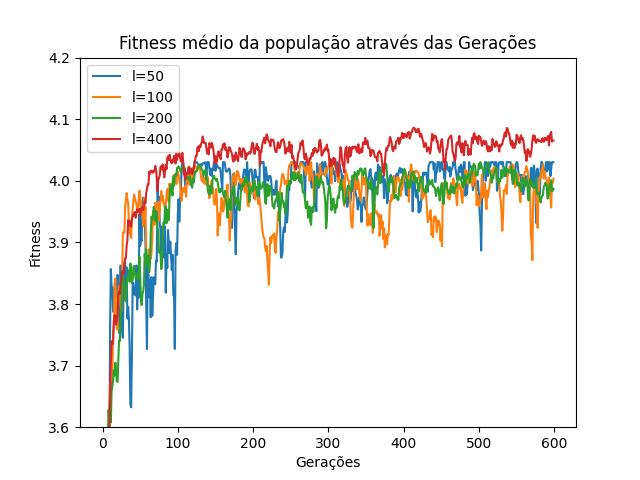 Fitness médio da população através das Gerações
4.2
4.1
4.0
3.9
3.8
3.7
3.6
Fitness
l=50
l=100
l=200
l=400
0 100 200 300 400 500 600
Gerações